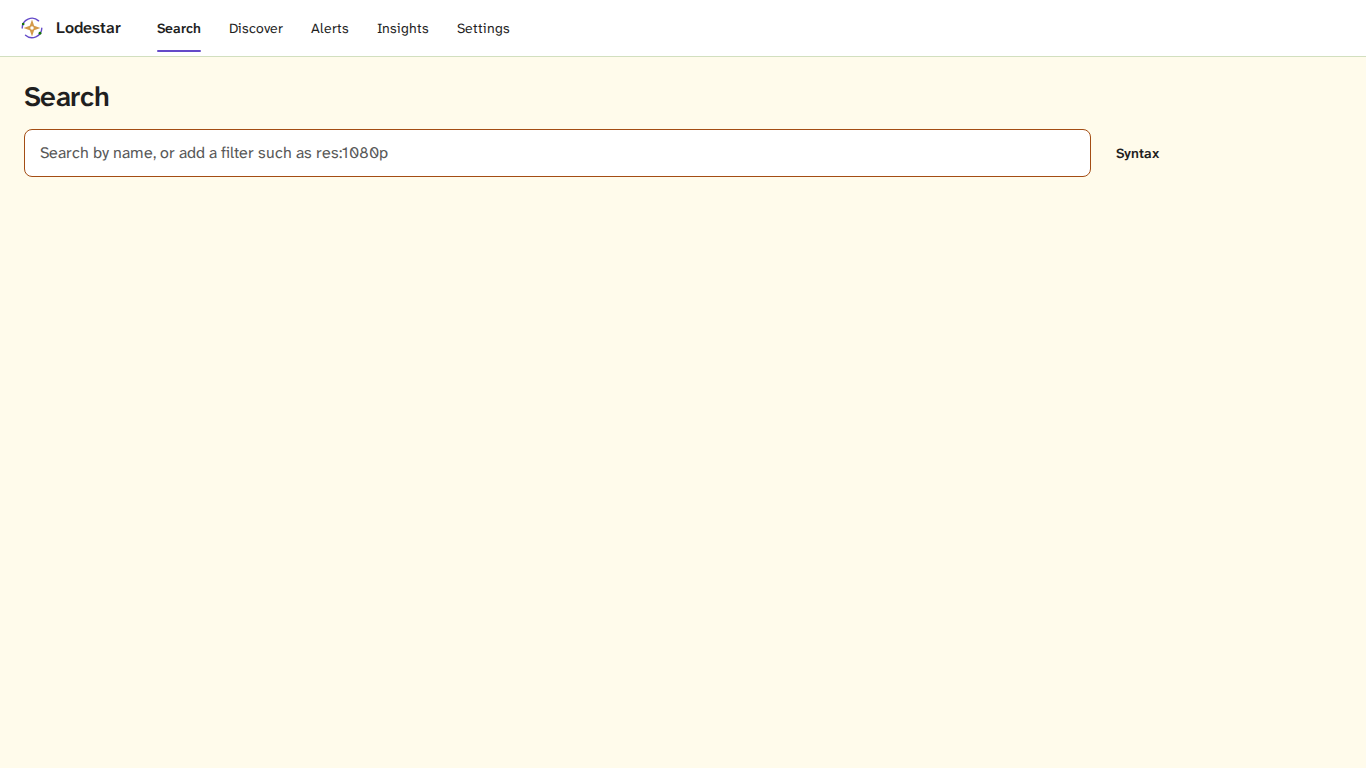 Lodestar Search Discover Alerts Insights Settings
Search
Search by name, or add a filter such as res:1080p Syntax